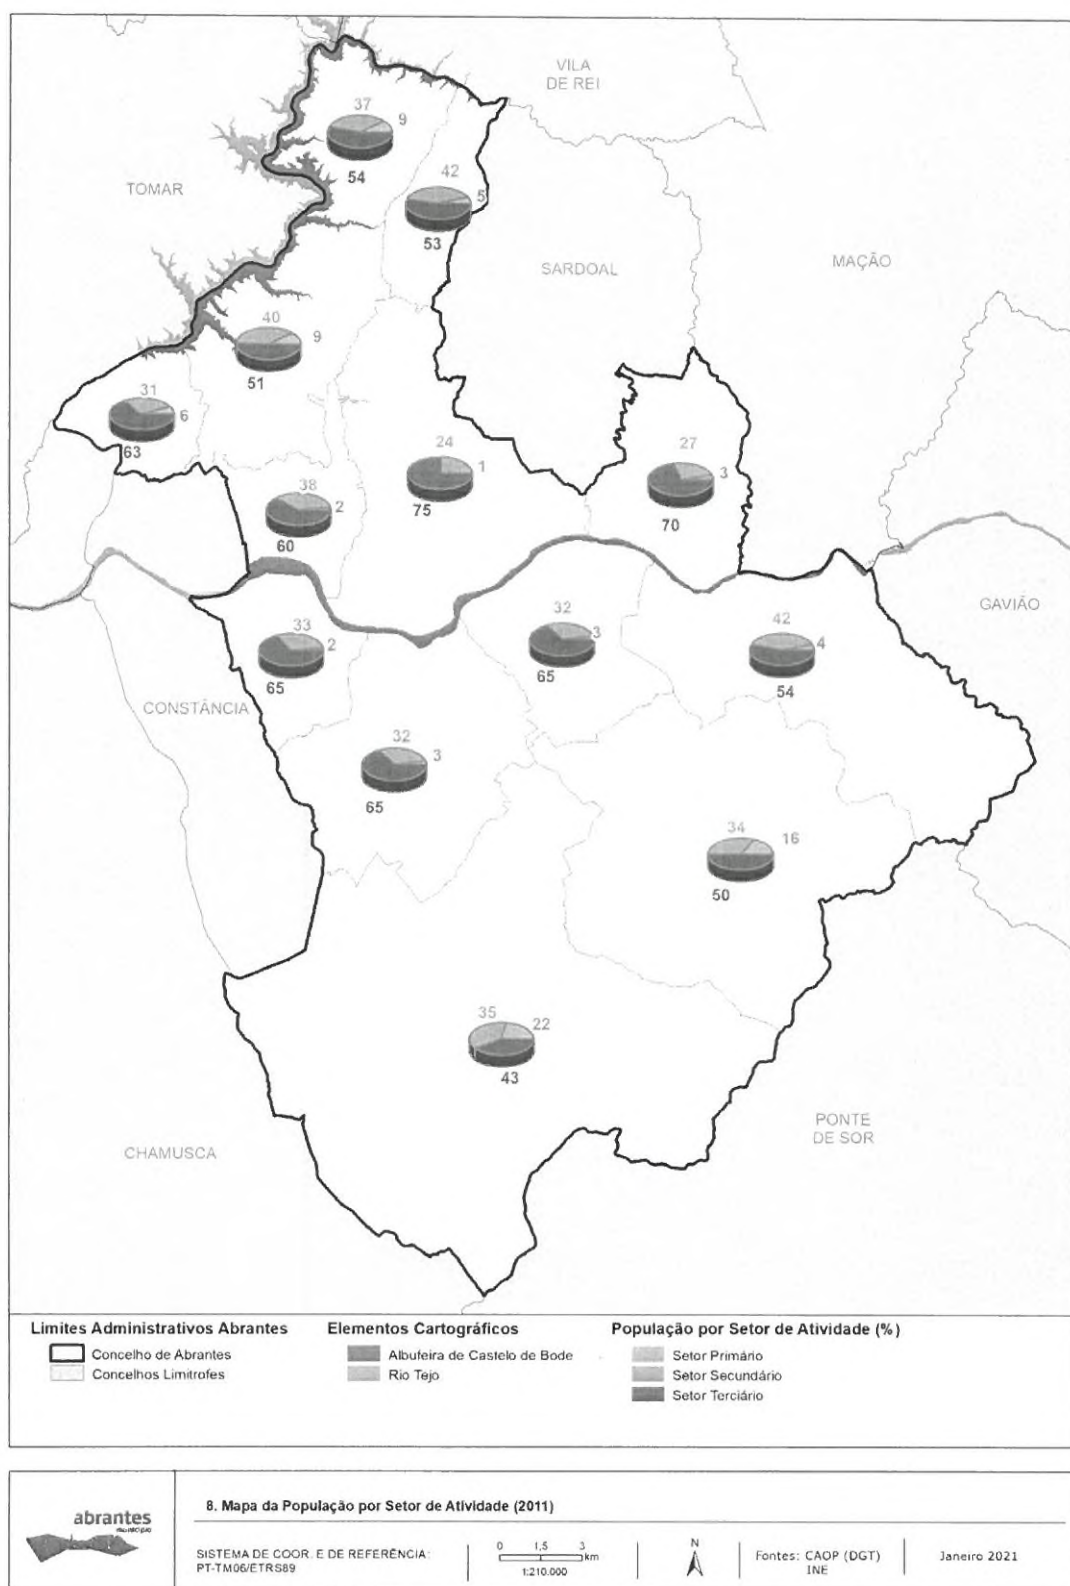 VILA
DE REI
37
9
54
TOMAR
42
5
53
SARDOAL
MAÇÃO
40
9
51
31
6
63
24
1
75
27
3
70
38
2
60
GAVIÃO
33
2
65
32
3
65
42
4
54
CONSTÂNCIA
32
3
65
34
16
50
35
22
43
CHAMUSCA
PONTE
DE SOR
Limites Administrativos Abrantes
Concelho de Abrantes
Concelhos Limitrofes
Elementos Cartográficos
Albufeira de Castelo de Bode
Rio Tejo
População por Setor de Atividade (%)
Setor Primário
Setor Secundário
Setor Terciário
abrantes
município
8. Mapa da População por Setor de Atividade (2011)
SISTEMA DE COOR. E DE REFERÊNCIA:
PT-TM06/ETRS89
0 1,5 3
km
1:210.000
N
Fontes: CAOP (DGT)
INE
Janeiro 2021